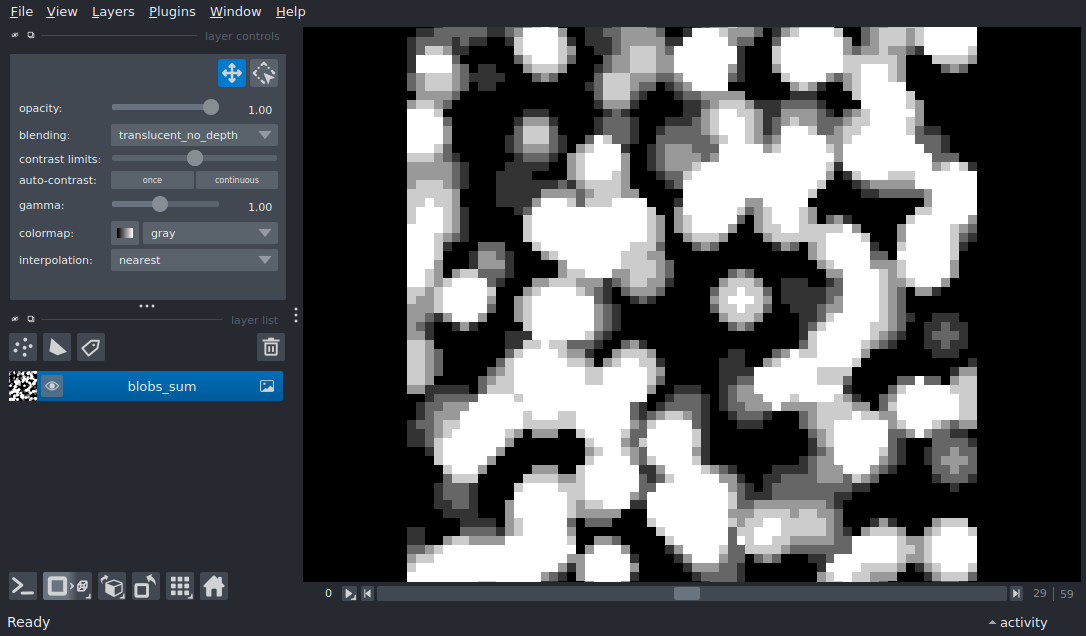 File View Layers Plugins Window Help
layer controls
opacity: 1.00
blending: translucent_no_depth
contrast limits:
auto-contrast: once continuous
gamma: 1.00
colormap: gray
interpolation: nearest
layer list
blobs_sum
0 29 59
Ready activity